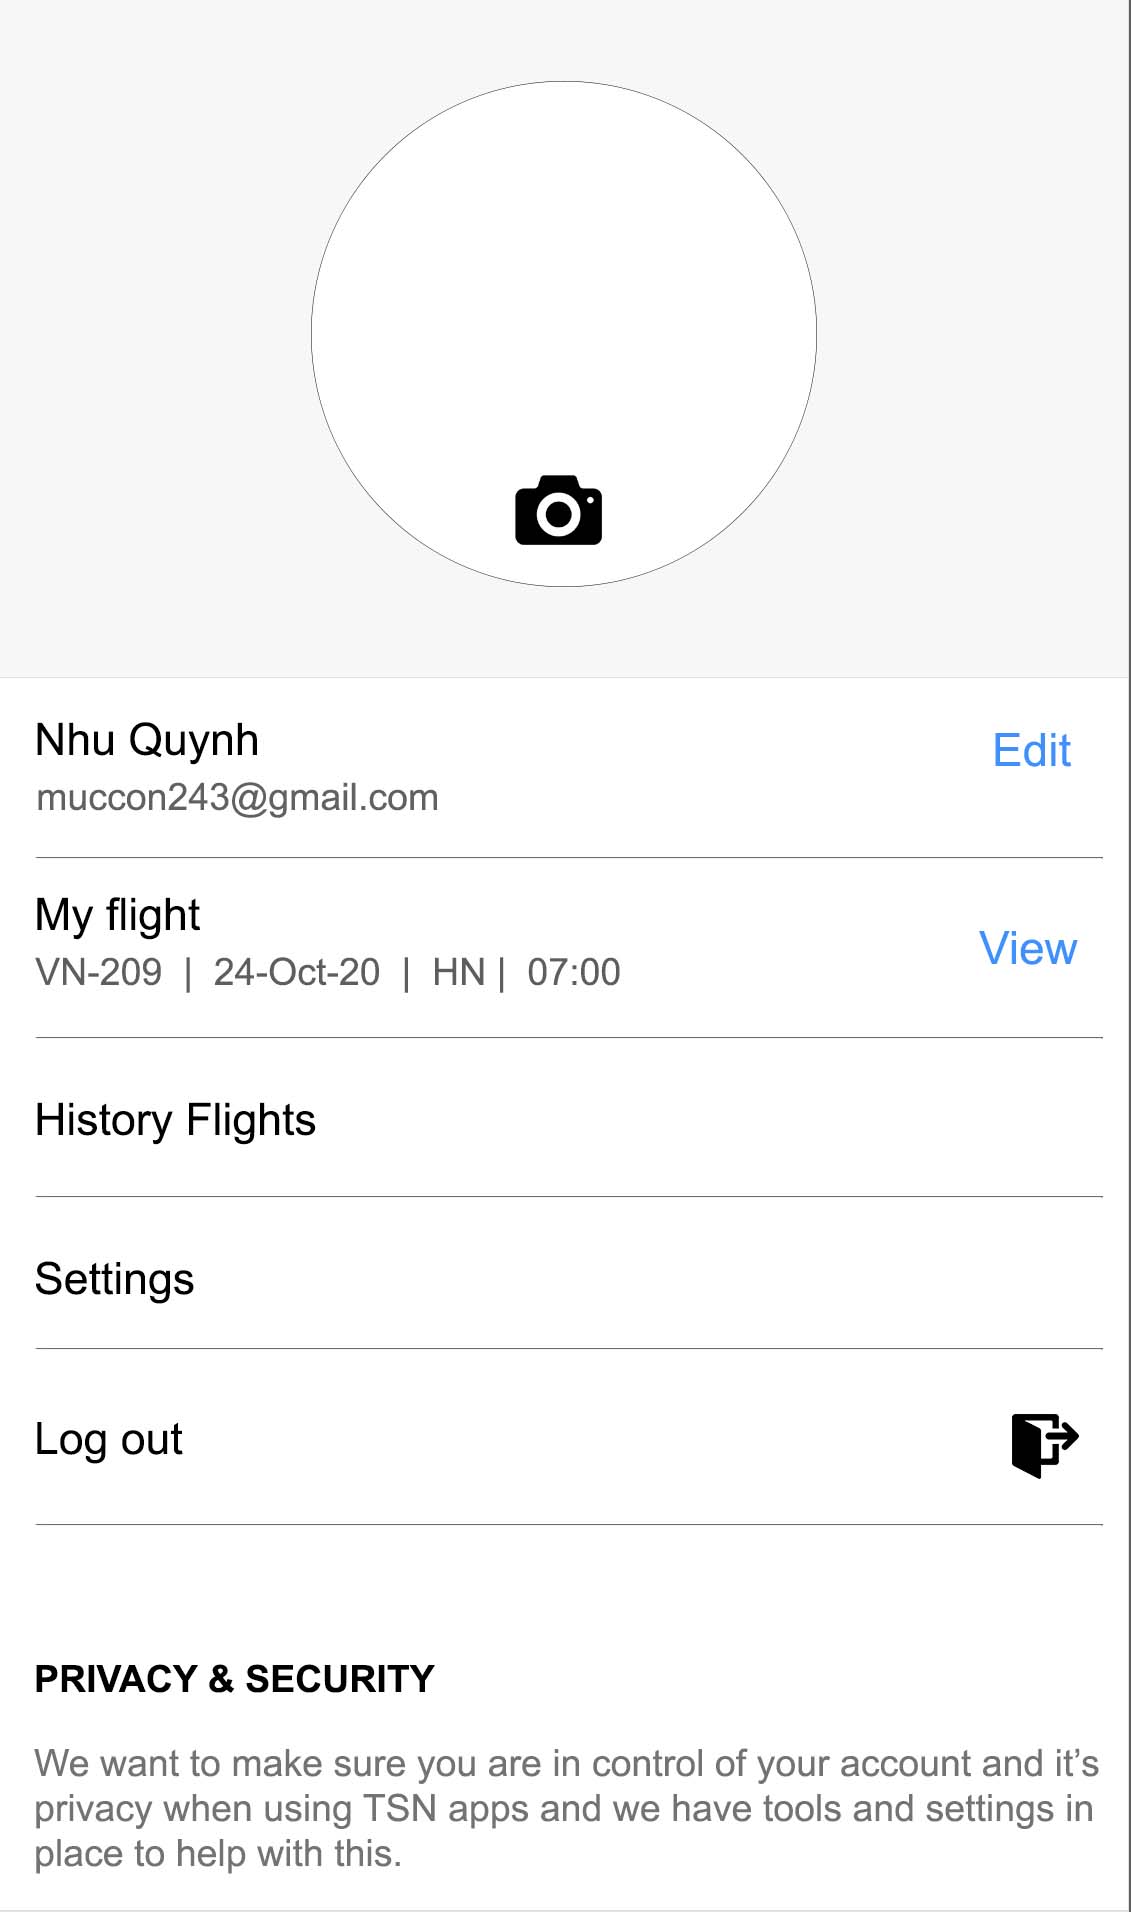 Nhu Quynh
Edit
muccon243@gmail.com
My flight
View
VN-209 | 24-Oct-20 | HN | 07:00
History Flights
Settings
Log out
PRIVACY & SECURITY
We want to make sure you are in control of your account and it’s
privacy when using TSN apps and we have tools and settings in
place to help with this.